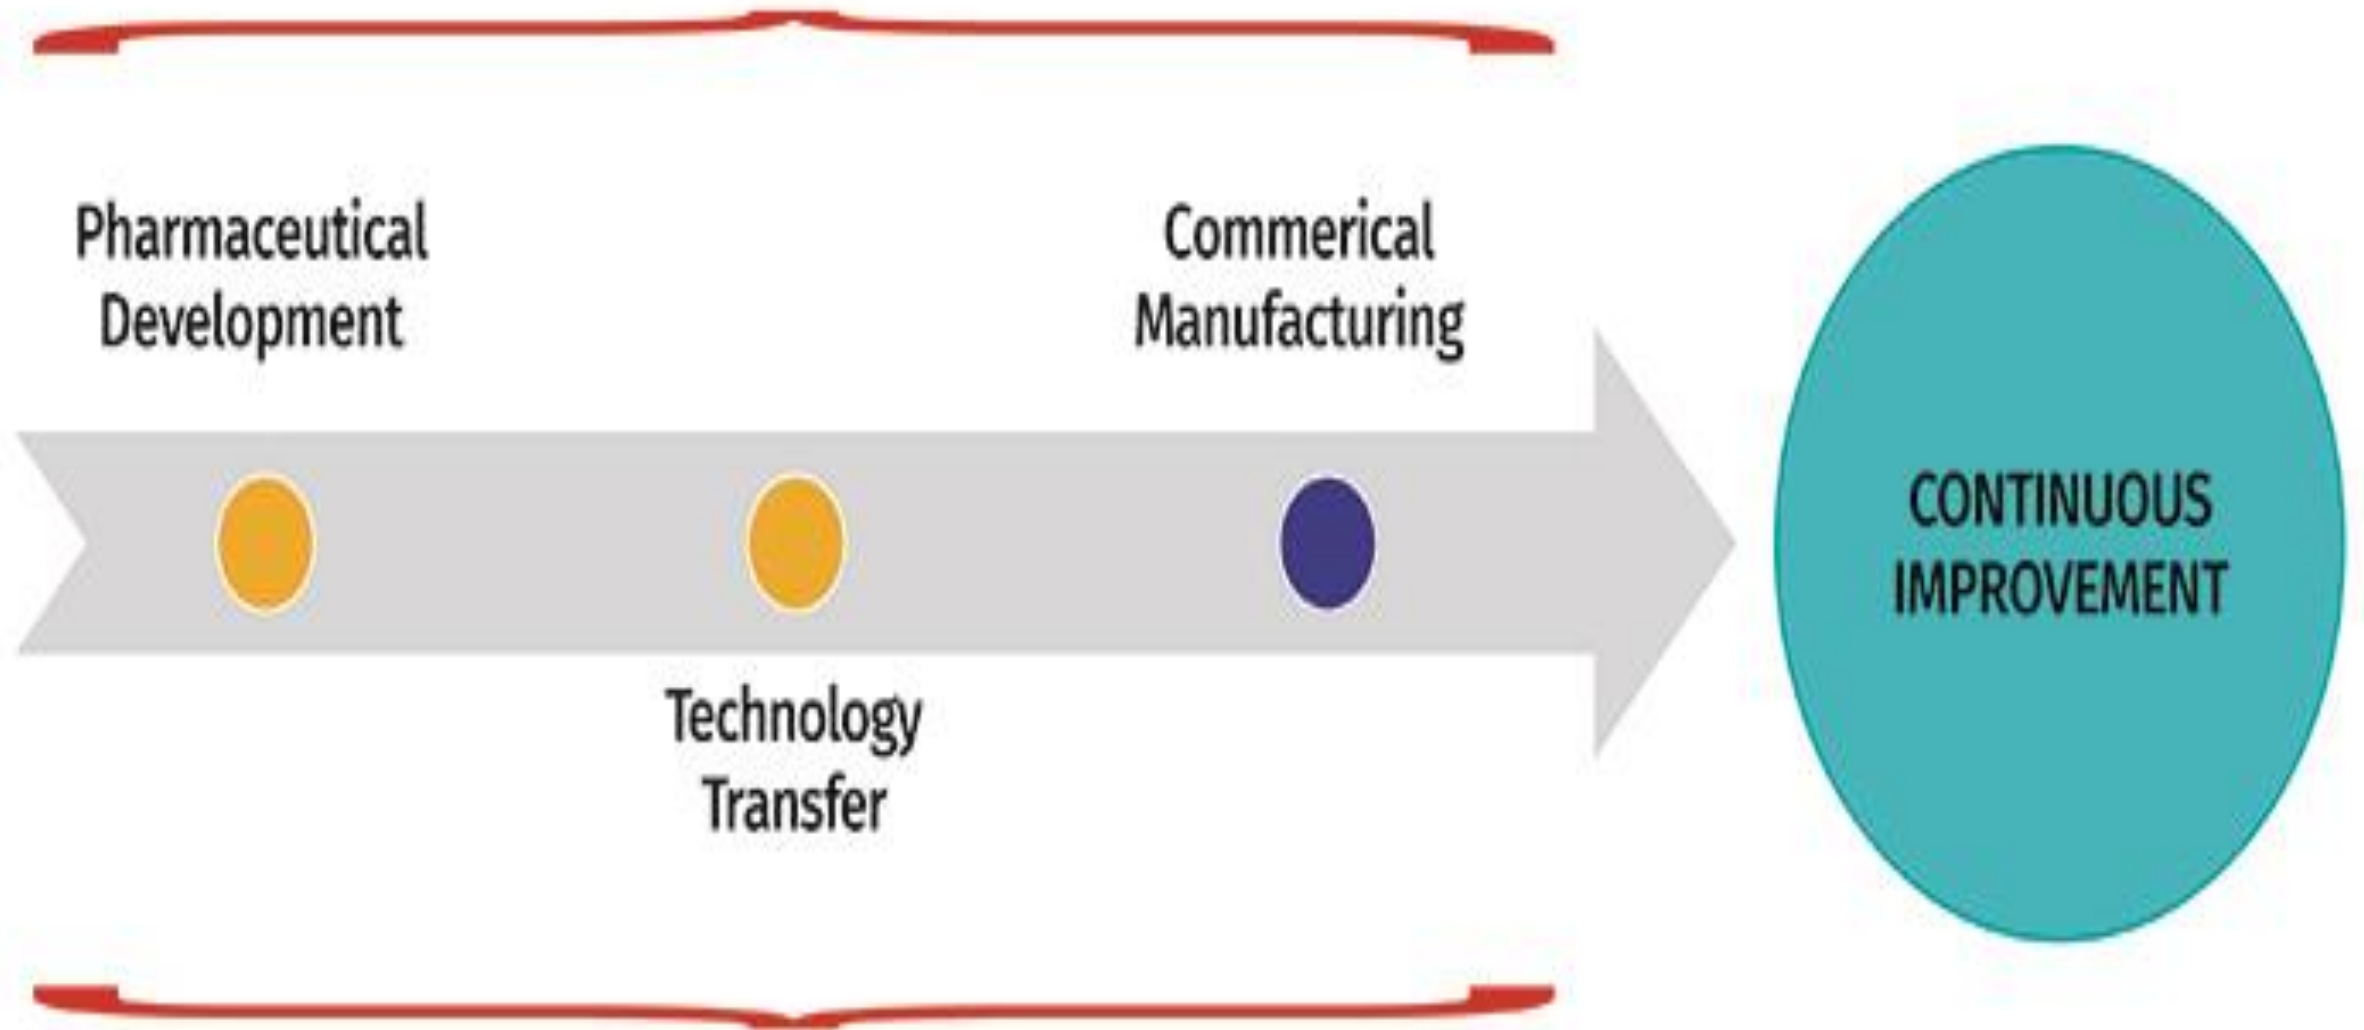 Pharmaceutical
Development
Commerical
Manufacturing
Technology
Transfer
CONTINUOUS
IMPROVEMENT